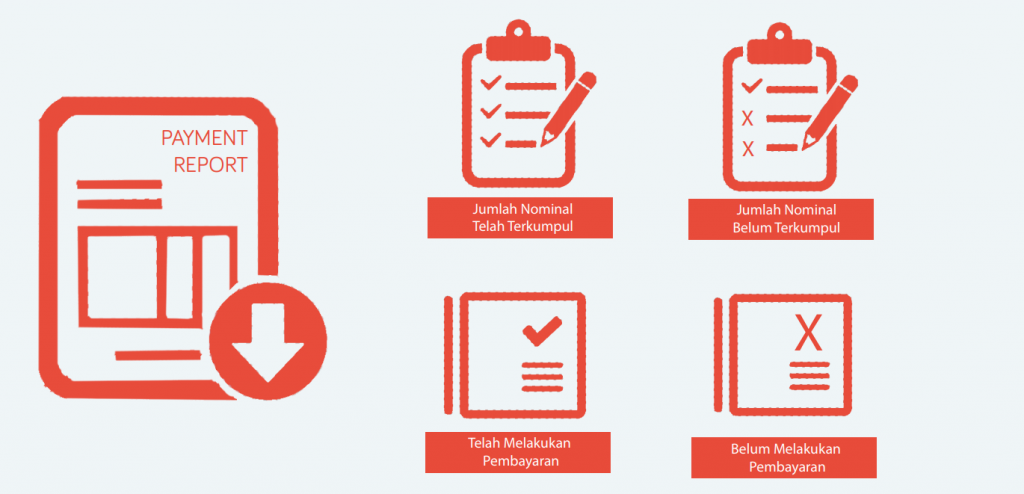 PAYMENT
REPORT
Jumlah Nominal
Telah Terkumpul
Jumlah Nominal
Belum Terkumpul
X
X
X
Telah Melakukan
Pembayaran
Belum Melakukan
Pembayaran